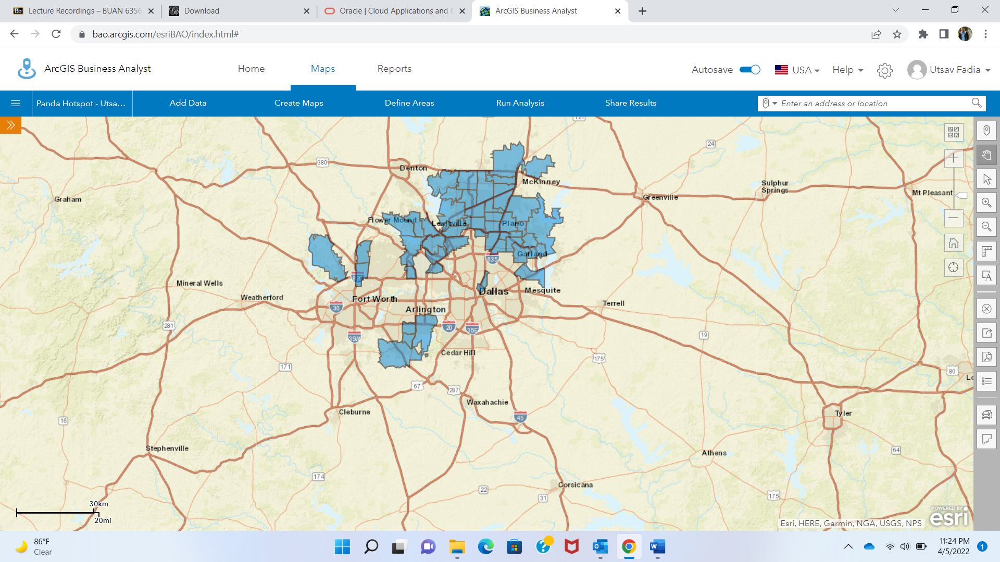 Bb Lecture Recordings – BUAN 6356
Download
Oracle | Cloud Applications and C
ArcGIS Business Analyst
bao.arcgis.com/esriBAO/index.html#
ArcGIS Business Analyst
Home
Maps
Reports
Autosave
USA
Help
Utsav Fadia
Panda Hotspot - Utsa...
Add Data
Create Maps
Define Areas
Run Analysis
Share Results
Enter an address or location
121
24
380
Denton
McKinney
Sulphur
Springs
Mt Pleasant
Graham
Greenville
Flower Mound
Lewisville
Plano
Garland
635
820
Mineral Wells
Weatherford
Fort Worth
Dallas
Mesquite
Terrell
30
Arlington
281
20
35E
35W
19
Cedar Hill
175
171
80
Lo
67
287
Waxahachie
Cleburne
45
Tyler
16
Stephenville
64
Athens
174
22
Corsicana
31
175
30km
20mi
POWERED BY
esri
Esri, HERE, Garmin, NGA, USGS, NPS
86°F
Clear
11:24 PM
4/5/2022
1